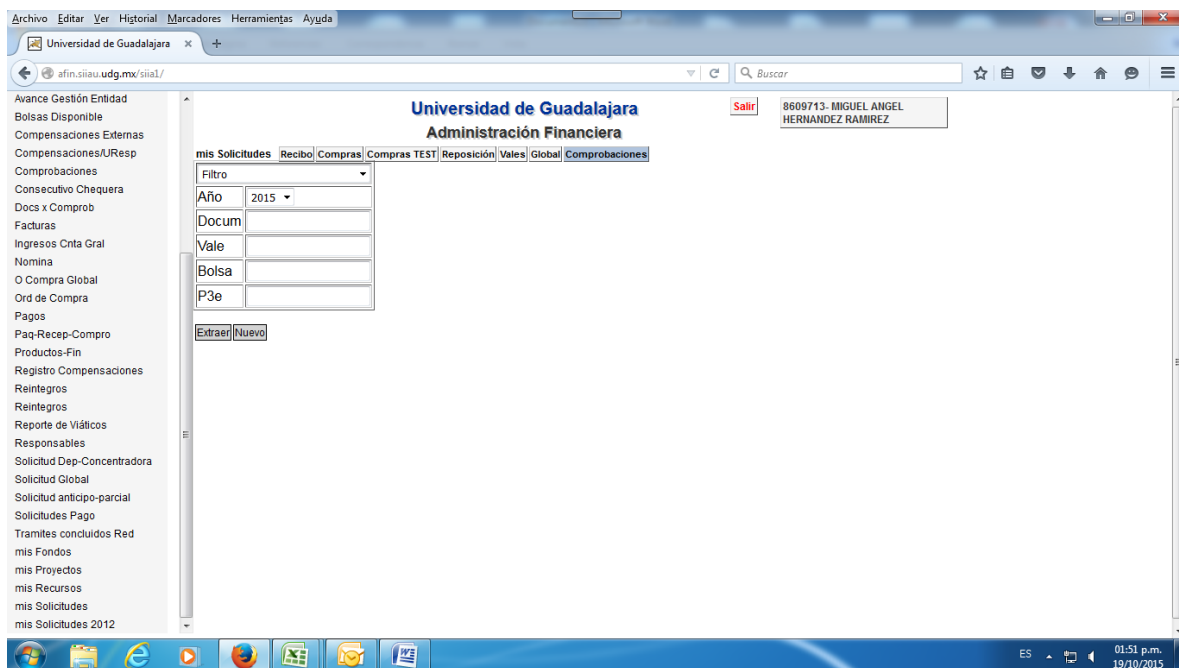 Archivo Editar Ver Historial Marcadores Herramientas Ayuda
Universidad de Guadalajara × +
afin.siiau.udg.mx/siia1/
Buscar
Avance Gestión Entidad
Bolsas Disponible
Compensaciones Externas
Compensaciones/UResp
Comprobaciones
Consecutivo Chequera
Docs x Comprob
Facturas
Ingresos Cnta Gral
Nomina
O Compra Global
Ord de Compra
Pagos
Paq-Recep-Compro
Productos-Fin
Registro Compensaciones
Reintegros
Reintegros
Reporte de Viáticos
Responsables
Solicitud Dep-Concentradora
Solicitud Global
Solicitud anticipo-parcial
Solicitudes Pago
Tramites concluidos Red
mis Fondos
mis Proyectos
mis Recursos
mis Solicitudes
mis Solicitudes 2012
Universidad de Guadalajara
Administración Financiera
Salir
8609713- MIGUEL ANGEL
HERNANDEZ RAMIREZ
mis Solicitudes Recibo Compras Compras TEST Reposición Vales Global Comprobaciones
Filtro
Año 2015
Docum
Vale
Bolsa
P3e
Extraer Nuevo
ES
01:51 p.m.
19/10/2015